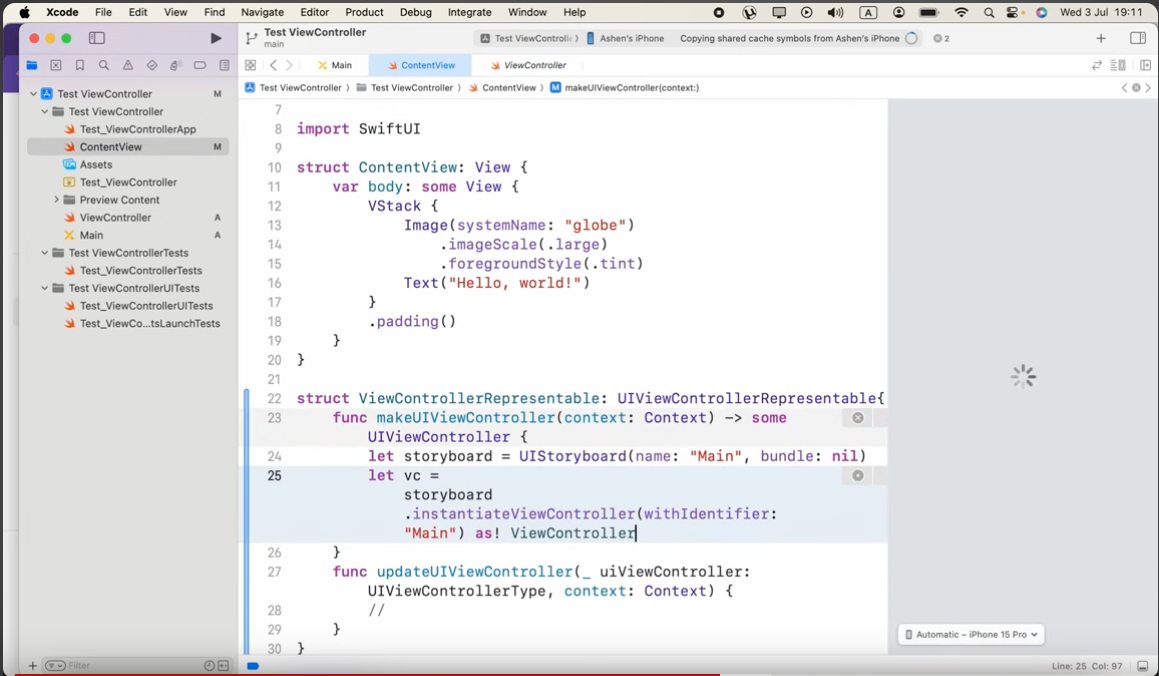 Xcode File Edit View Find Navigate Editor Product Debug Integrate Window Help A Wed 3 Jul 19:11
Test ViewController
main
Test ViewControlle Ashen's iPhone Copying shared cache symbols from Ashen's iPhone 2
Main ContentView ViewController
Test ViewController Test ViewController ContentView M makeUIViewController(context:)
Test ViewController M
Test ViewController
Test_ViewControllerApp
ContentView M
Assets
Test_ViewController
Preview Content
ViewController A
Main A
Test ViewControllerTests
Test_ViewControllerTests
Test ViewControllerUITests
Test_ViewControllerUITests
Test_ViewCo...tsLaunchTests
Filter
7
8 import SwiftUI
9
10 struct ContentView: View {
11 var body: some View {
12 VStack {
13 Image(systemName: "globe")
14 .imageScale(.large)
15 .foregroundStyle(.tint)
16 Text("Hello, world!")
17 }
18 .padding()
19 }
20 }
21
22 struct ViewControllerRepresentable: UIViewControllerRepresentable{
23 func makeUIViewController(context: Context) -> some
UIViewController {
24 let storyboard = UIStoryboard(name: "Main", bundle: nil)
25 let vc =
storyboard
.instantiateViewController(withIdentifier:
"Main") as! ViewController
26 }
27 func updateUIViewController(_ uiViewController:
UIViewControllerType, context: Context) {
28 //
29 }
30 }
Automatic – iPhone 15 Pro
Line: 25 Col: 97